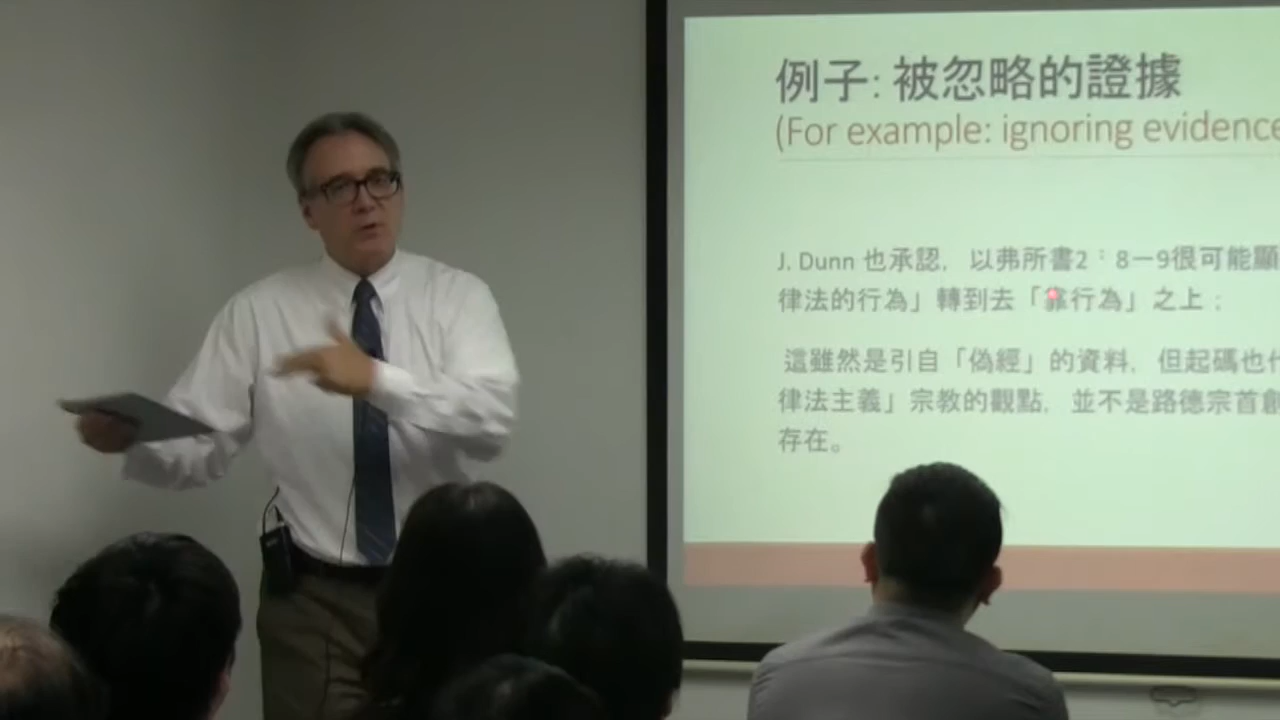 例子: 被忽略的證據
(For example: ignoring evidence
J. Dunn 也承認，以弗所書2：8－9很可能顯
律法的行為」轉到去「靠行為」之上；
這雖然是引自「偽經」的資料，但起碼也代
律法主義」宗教的觀點，並不是路德宗首創
存在。